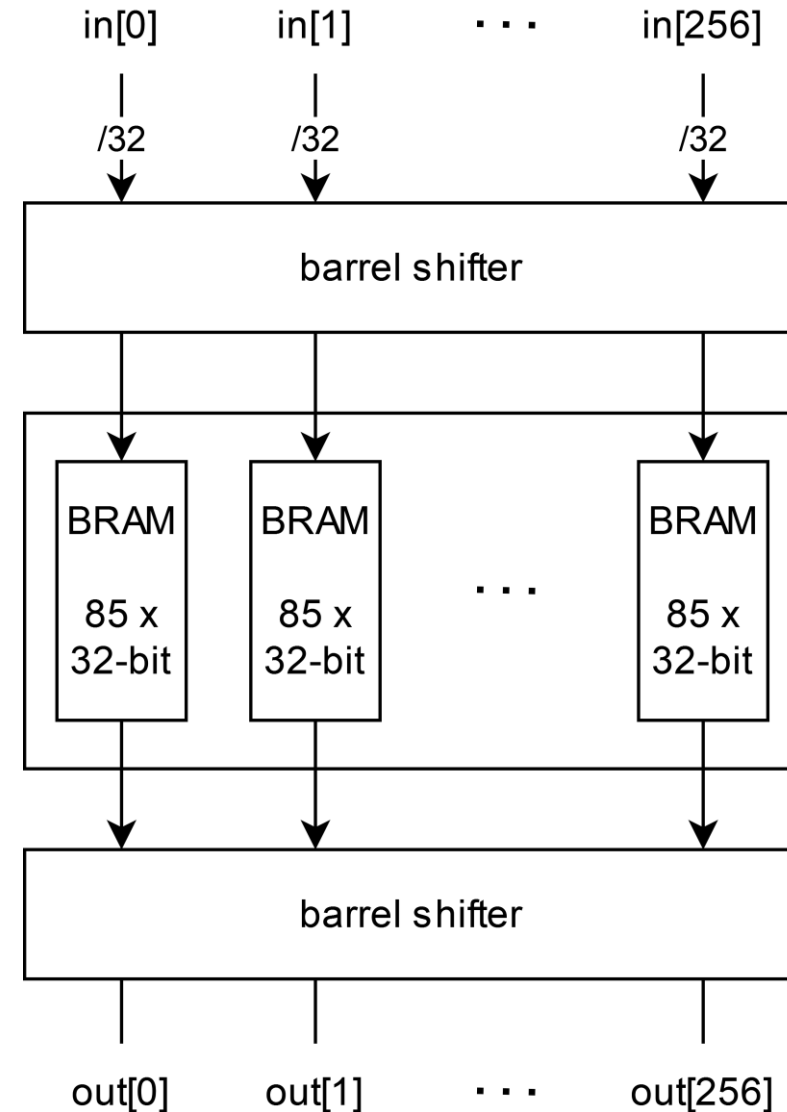 in[0] in[1] ... in[256]
/32 /32 /32
barrel shifter
BRAM BRAM BRAM
...
85 x 85 x 85 x
32-bit 32-bit 32-bit
barrel shifter
out[0] out[1] ... out[256]